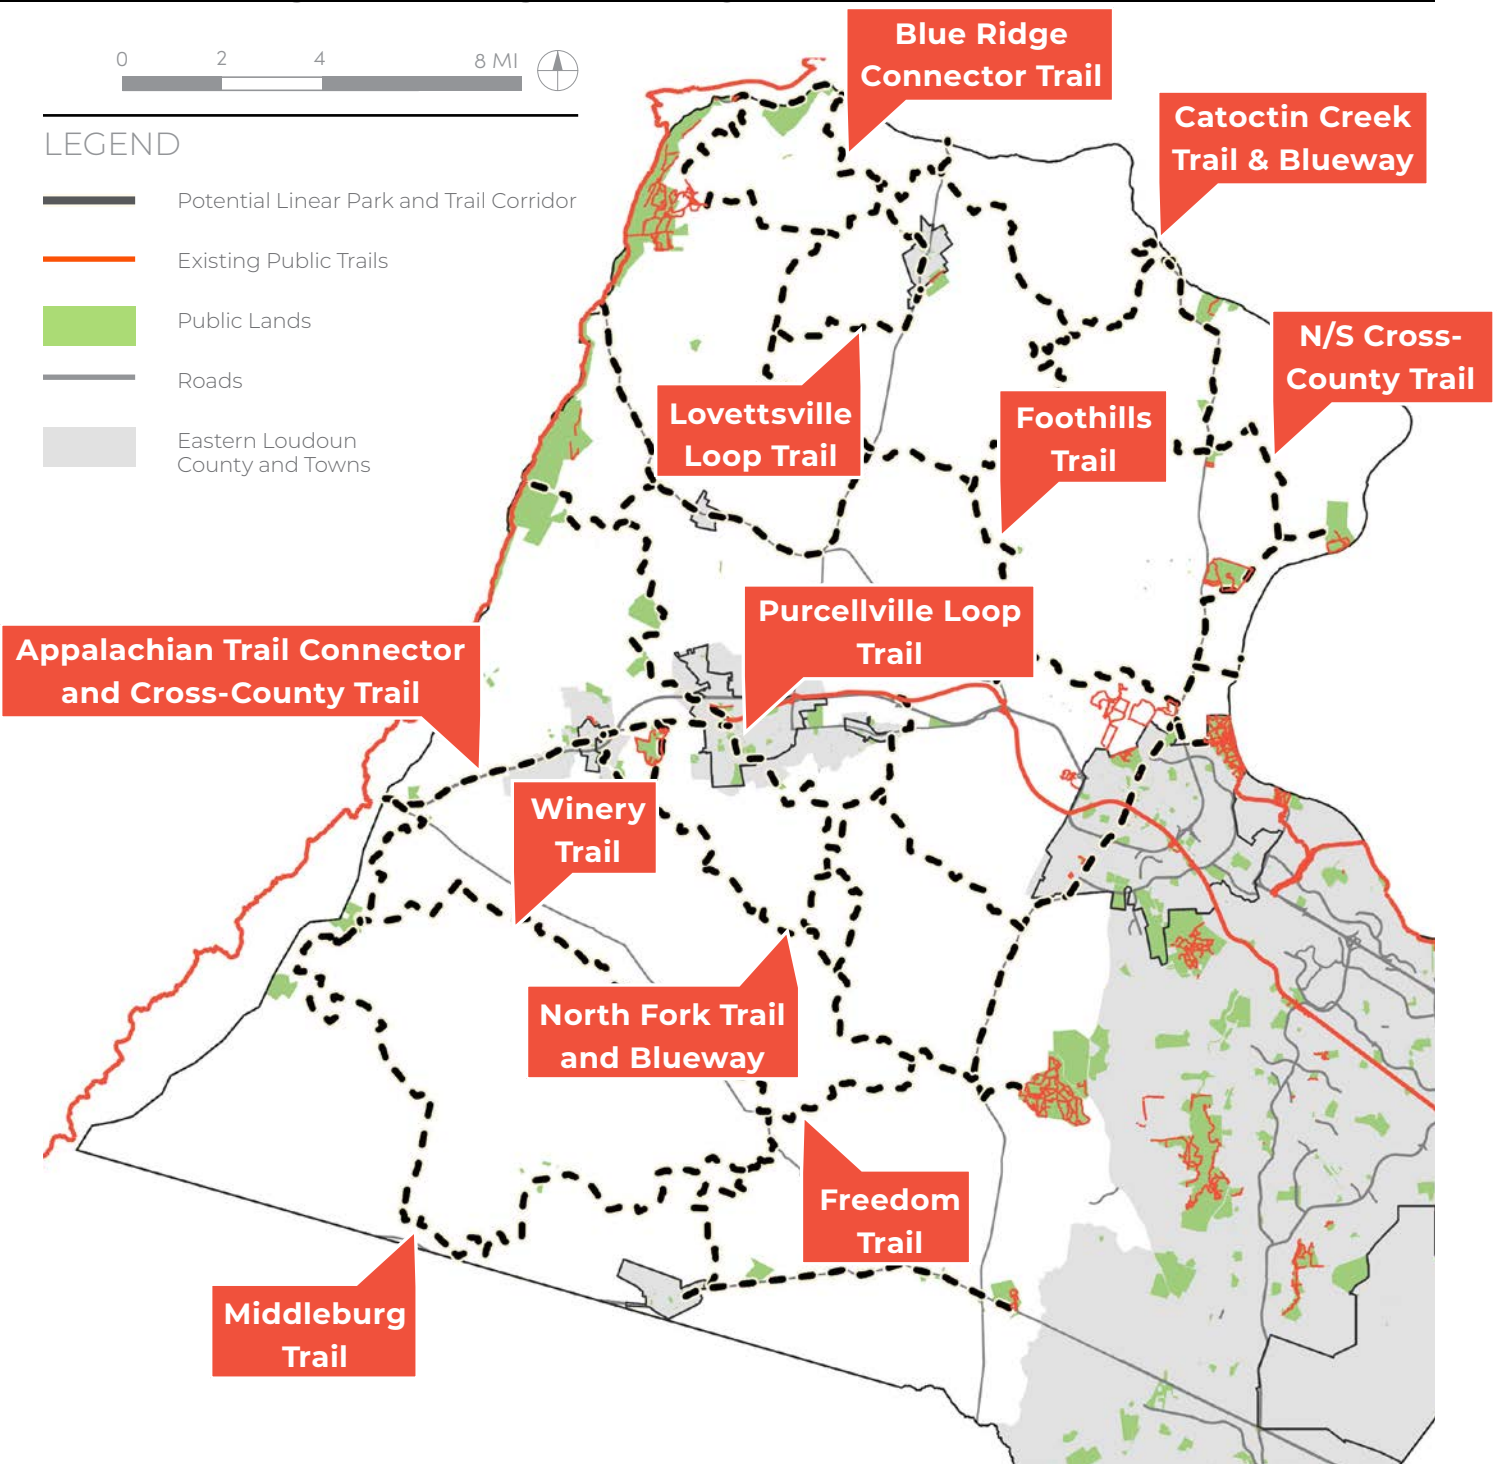 0 2 4 8 MI
LEGEND
Potential Linear Park and Trail Corridor
Existing Public Trails
Public Lands
Roads
Eastern Loudoun
County and Towns
Blue Ridge
Connector Trail
Catoctin Creek
Trail & Blueway
N/S Cross-
County Trail
Lovettsville
Loop Trail
Foothills
Trail
Purcellville Loop
Trail
Appalachian Trail Connector
and Cross-County Trail
Winery
Trail
North Fork Trail
and Blueway
Freedom
Trail
Middleburg
Trail